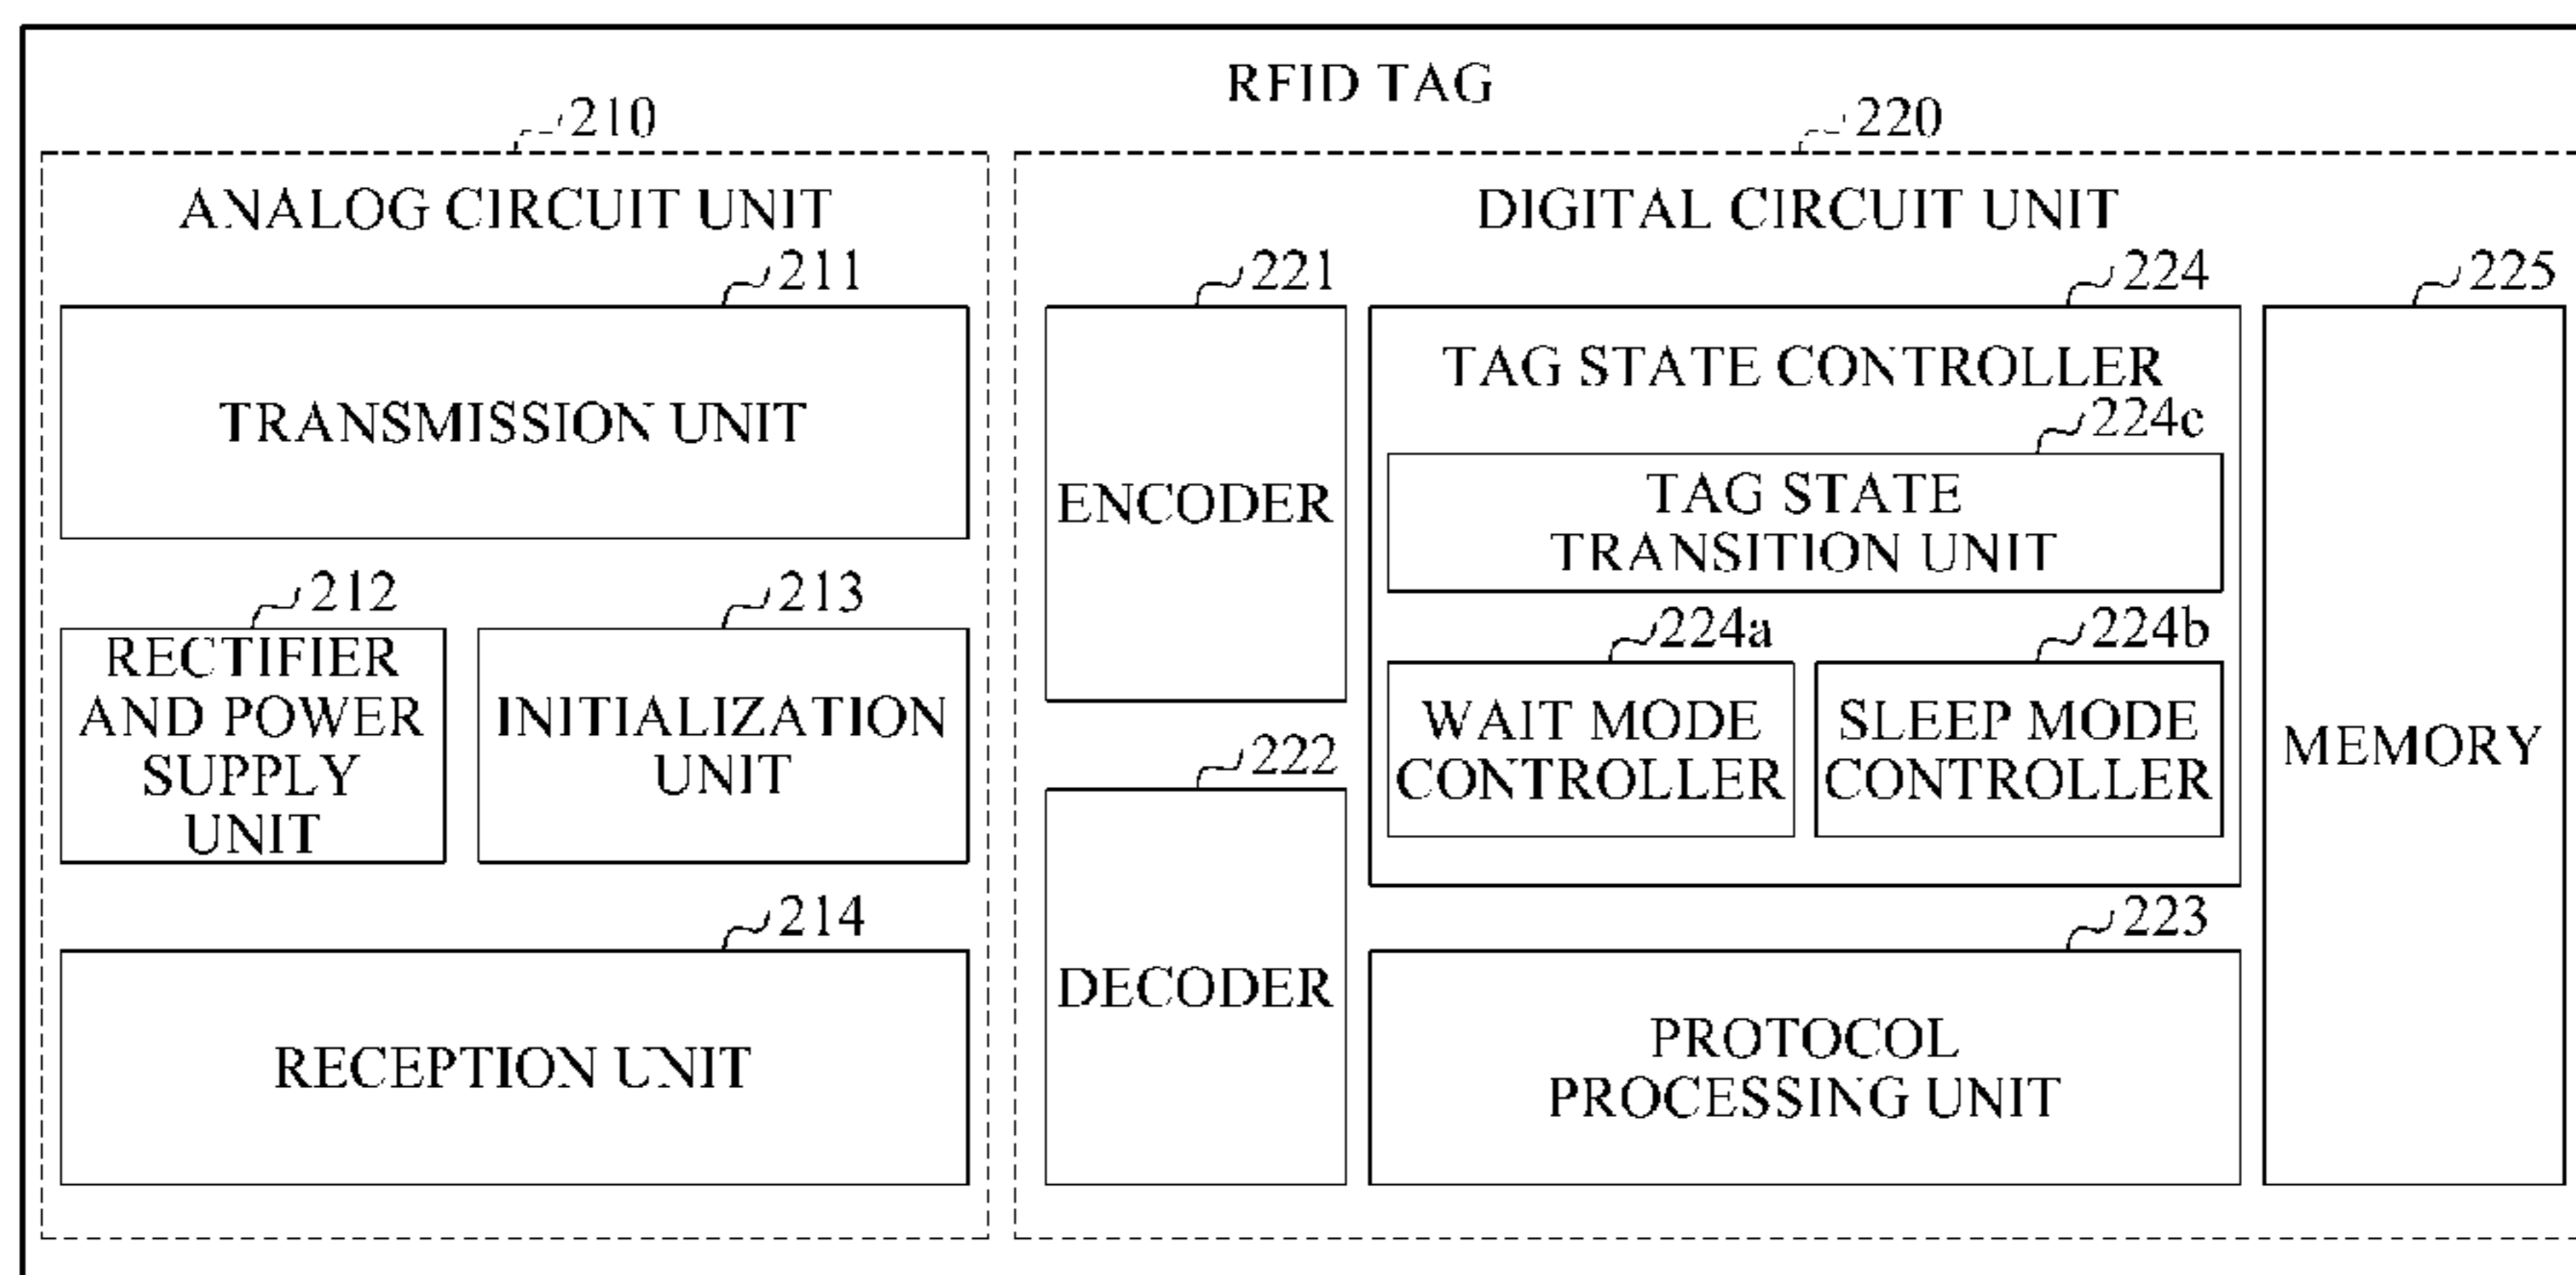 RFID TAG
210
ANALOG CIRCUIT UNIT
211
TRANSMISSION UNIT
212
RECTIFIER
AND POWER
SUPPLY
UNIT
213
INITIALIZATION
UNIT
214
RECEPTION UNIT
220
DIGITAL CIRCUIT UNIT
221
ENCODER
222
DECODER
224
TAG STATE CONTROLLER
224c
TAG STATE
TRANSITION UNIT
224a
WAIT MODE
CONTROLLER
224b
SLEEP MODE
CONTROLLER
223
PROTOCOL
PROCESSING UNIT
225
MEMORY